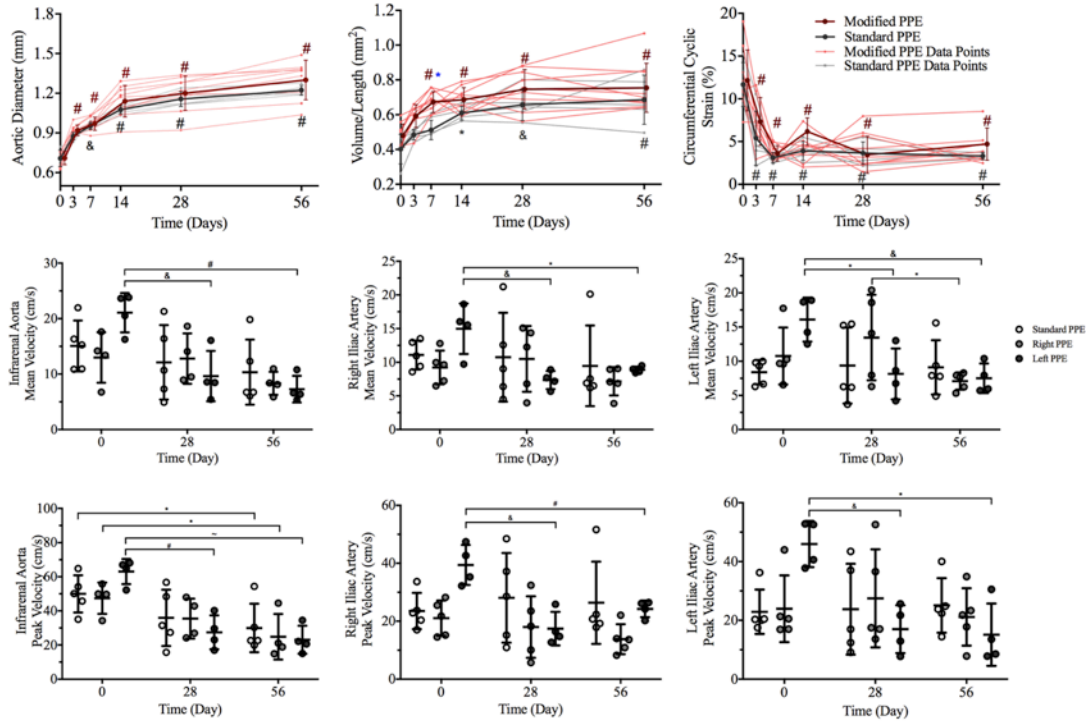 Aortic Diameter (mm)
1.8
1.5
1.2
0.9
0.6
# # # # #
& # # #
0 3 7 14 28 56
Time (Days)
Volume/Length (mm²)
1.2
1.0
0.8
0.6
0.4
0.2
# * # # #
* & #
0 3 7 14 28 56
Time (Days)
Circumferential Cyclic
Strain (%)
25
20
15
10
5
0
# # # # #
# # # # #
0 3 7 14 28 56
Time (Days)
Modified PPE
Standard PPE
Modified PPE Data Points
Standard PPE Data Points
Infrarenal Aorta
Mean Velocity (cm/s)
30
25
20
15
10
5
0
#
&
0 28 56
Time (Day)
Right Iliac Artery
Mean Velocity (cm/s)
25
20
15
10
5
0
*
&
0 28 56
Time (Day)
Left Iliac Artery
Mean Velocity (cm/s)
25
20
15
10
5
0
&
* *
0 28 56
Time (Day)
Standard PPE
Right PPE
Left PPE
Infrarenal Aorta
Peak Velocity (cm/s)
100
80
60
40
20
0
*
*
~
#
0 28 56
Time (Day)
Right Iliac Artery
Peak Velocity (cm/s)
60
40
20
0
#
&
0 28 56
Time (Day)
Left Iliac Artery
Peak Velocity (cm/s)
60
40
20
0
*
&
0 28 56
Time (Day)